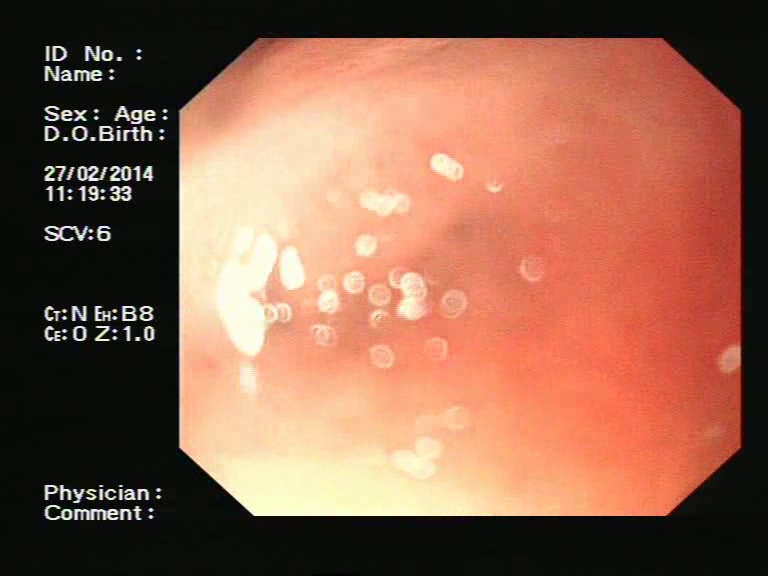 ID No. :
Name:
Sex: Age:
D.O.Birth:
27/02/2014
11:19:33
SCV:6
CT:N EH:B8
CE:0 Z:1.0
Physician:
Comment: